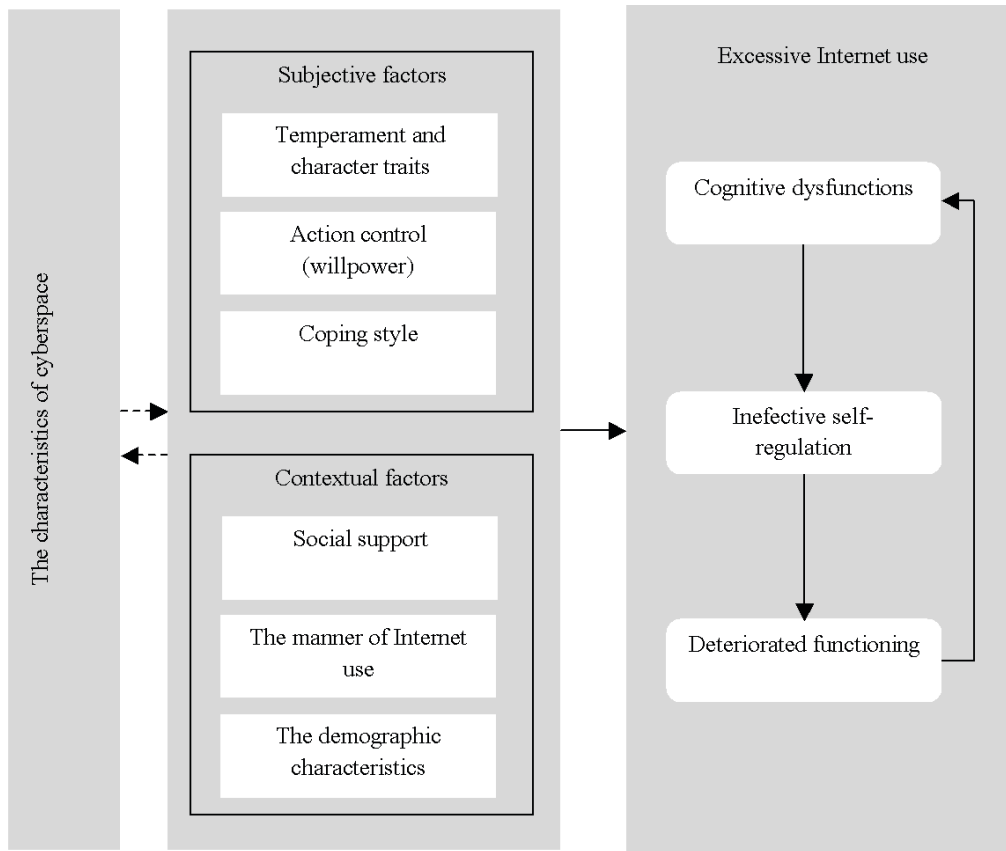 The characteristics of cyberspace
Subjective factors
Temperament and
character traits
Action control
(willpower)
Coping style
Contextual factors
Social support
The manner of Internet
use
The demographic
characteristics
Excessive Internet use
Cognitive dysfunctions
Inefective self-
regulation
Deteriorated functioning